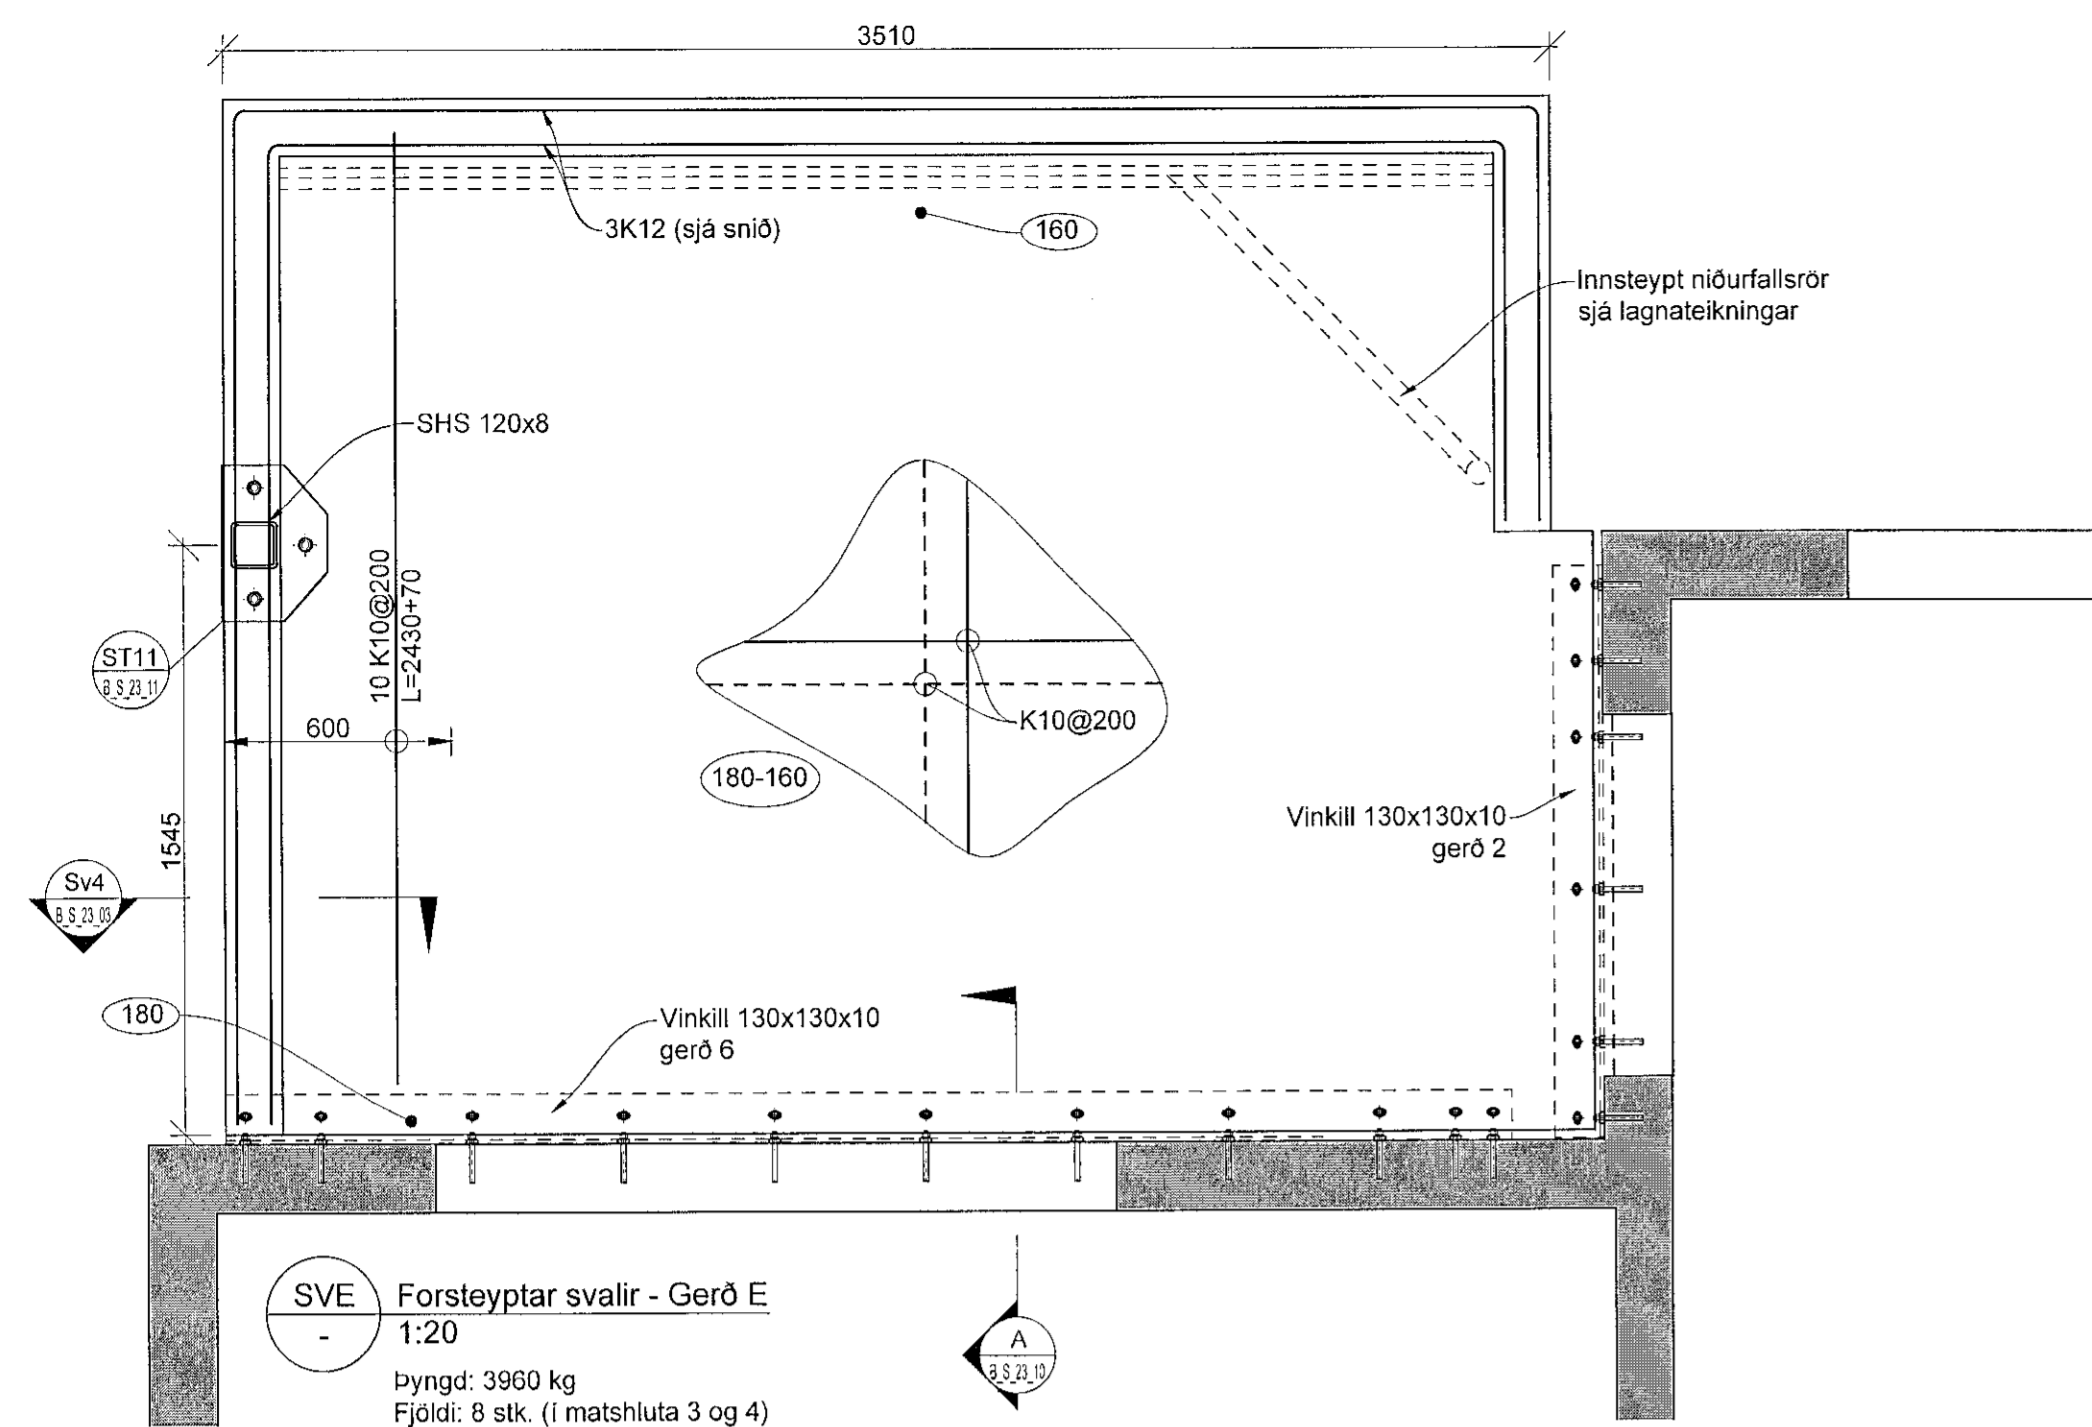 3510
3K12 (sjá snið)
160
Innsteypt niðurfallsrör
sjá lagnateikningar
SHS 120x8
10 K10@200
L=2430+70
ST11
B_S_23_11
600
K10@200
180-160
1545
Vinkill 130x130x10
gerð 2
Sv4
B_S_23_03
180
Vinkill 130x130x10
gerð 6
SVE
-
Forsteyptar svalir - Gerð E
1:20
Þyngd: 3960 kg
Fjöldi: 8 stk. (í matshluta 3 og 4)
A
B_S_23_10